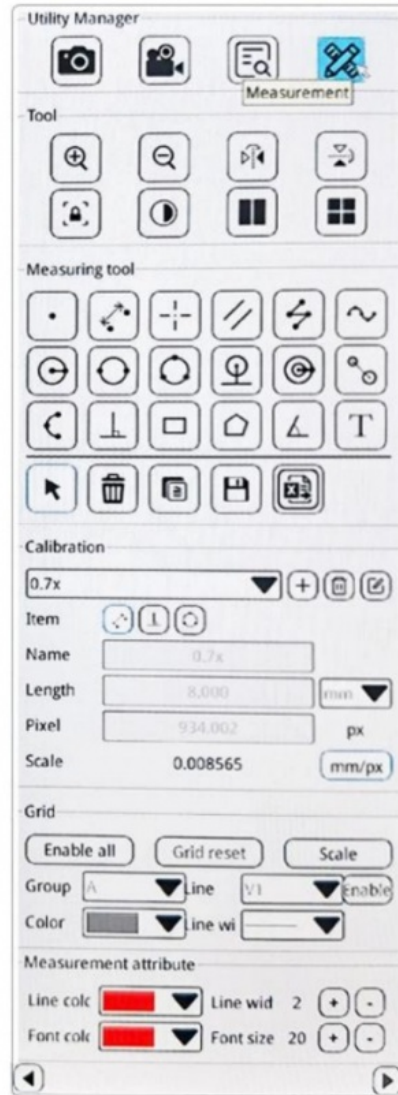 Utility Manager
Measurement
Tool
Measuring tool
T
Calibration
0.7x
Item
Name 0.7x
Length 8.000 mm
Pixel 934.002 px
Scale 0.008565 mm/px
Grid
Enable all Grid reset Scale
Group A Line V1 Enable
Color Line wi
Measurement attribute
Line colc Line wid 2 + -
Font colc Font size 20 + -